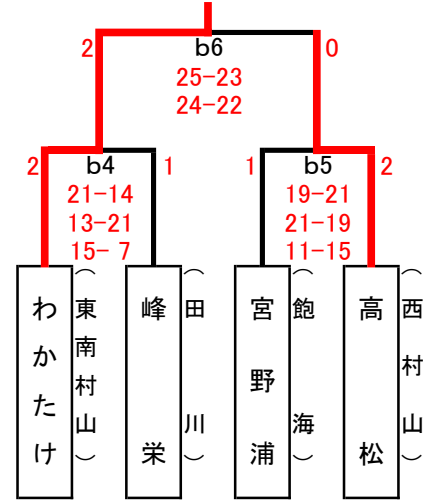 2 b6 0
25-23
24-22
2 b4 1
21-14
13-21
15- 7
1 b5 2
19-21
21-19
11-15
わかたけ
（東南村山）
峰栄
（田川）
宮野浦
（飽海）
高松
（西村山）